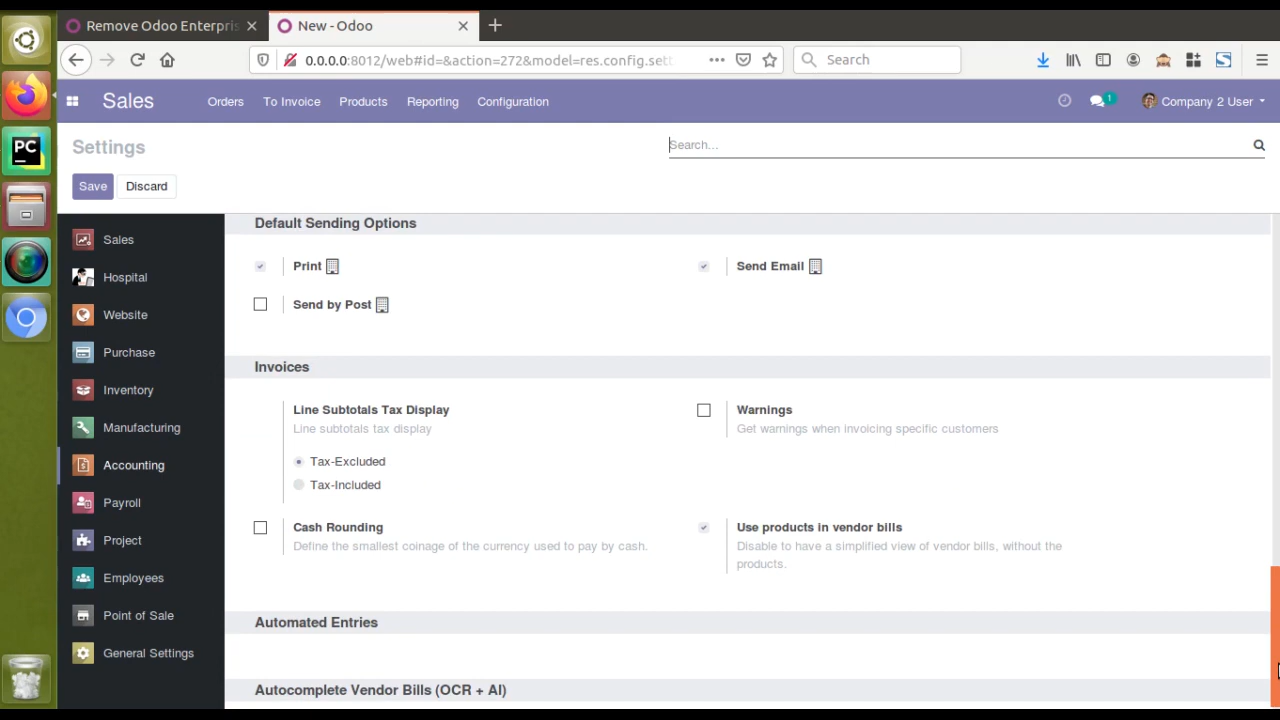 Remove Odoo Enterpris
New - Odoo
0.0.0.0:8012/web#id=&action=272&model=res.config.sett
Search
Sales
Orders
To Invoice
Products
Reporting
Configuration
1
Company 2 User
Settings
Search...
Save
Discard
PC
Sales
Hospital
Website
Purchase
Inventory
Manufacturing
Accounting
Payroll
Project
Employees
Point of Sale
General Settings
Default Sending Options
Print
Send Email
Send by Post
Invoices
Line Subtotals Tax Display
Line subtotals tax display
Tax-Excluded
Tax-Included
Warnings
Get warnings when invoicing specific customers
Cash Rounding
Define the smallest coinage of the currency used to pay by cash.
Use products in vendor bills
Disable to have a simplified view of vendor bills, without the
products.
Automated Entries
Autocomplete Vendor Bills (OCR + AI)